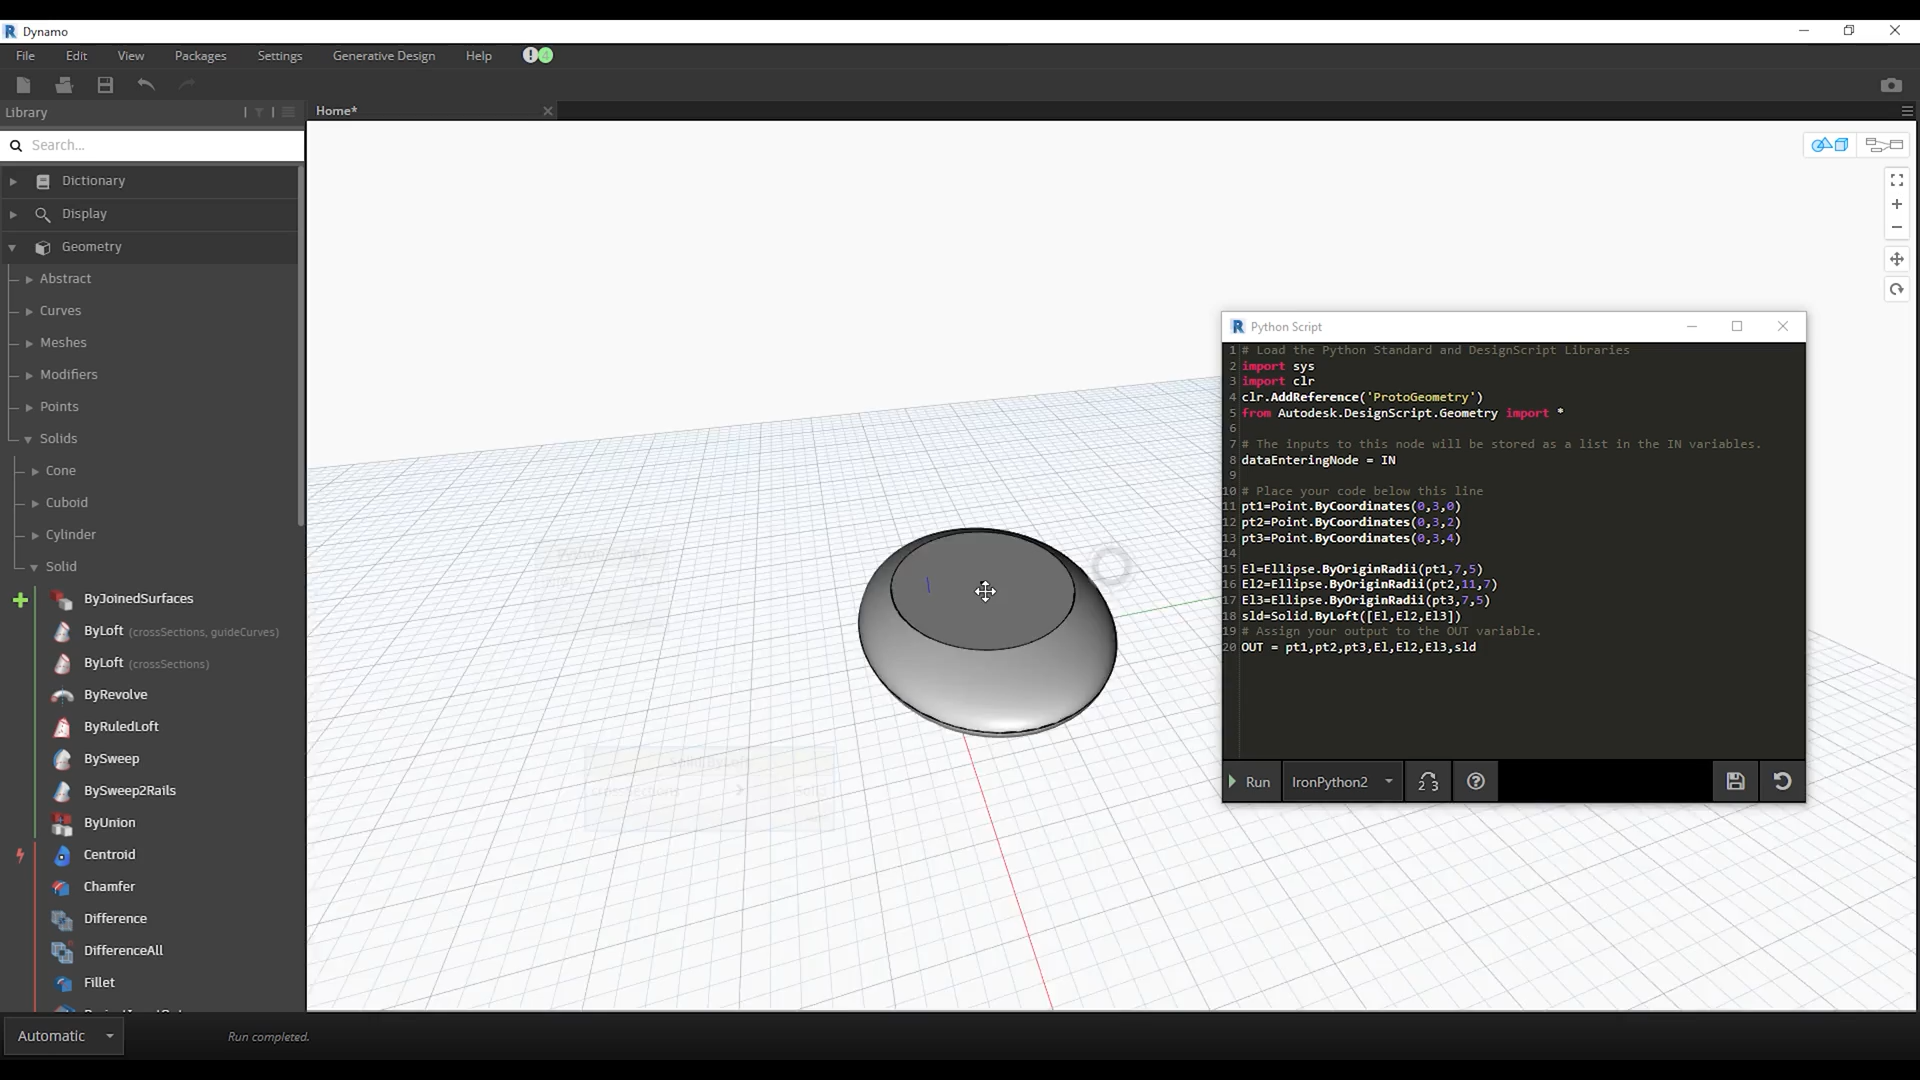 Dynamo
File Edit View Packages Settings Generative Design Help
Library
Home*
Search...
Dictionary
Display
Geometry
Abstract
Curves
Meshes
Modifiers
Points
Solids
Cone
Cuboid
Cylinder
Solid
ByJoinedSurfaces
ByLoft (crossSections, guideCurves)
ByLoft (crossSections)
ByRevolve
ByRuledLoft
BySweep
BySweep2Rails
ByUnion
Centroid
Chamfer
Difference
DifferenceAll
Fillet
Python Script
1 # Load the Python Standard and DesignScript Libraries
2 import sys
3 import clr
4 clr.AddReference('ProtoGeometry')
5 from Autodesk.DesignScript.Geometry import *
6
7 # The inputs to this node will be stored as a list in the IN variables.
8 dataEnteringNode = IN
9
10 # Place your code below this line
11 pt1=Point.ByCoordinates(0,3,0)
12 pt2=Point.ByCoordinates(0,3,2)
13 pt3=Point.ByCoordinates(0,3,4)
14
15 El=Ellipse.ByOriginRadii(pt1,7,5)
16 El2=Ellipse.ByOriginRadii(pt2,11,7)
17 El3=Ellipse.ByOriginRadii(pt3,7,5)
18 sld=Solid.ByLoft([El,El2,El3])
19 # Assign your output to the OUT variable.
20 OUT = pt1,pt2,pt3,El,El2,El3,sld
Run IronPython2
Automatic Run completed.